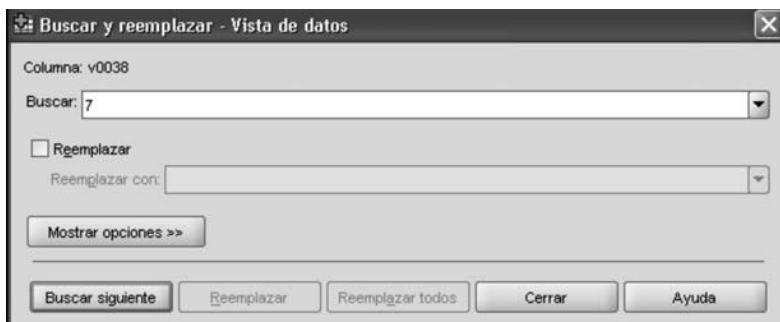 Buscar y reemplazar - Vista de datos
Columna: v0038
Buscar: 7
Reemplazar
Reemplazar con:
Mostrar opciones >>
Buscar siguiente Reemplazar Reemplazar todos Cerrar Ayuda